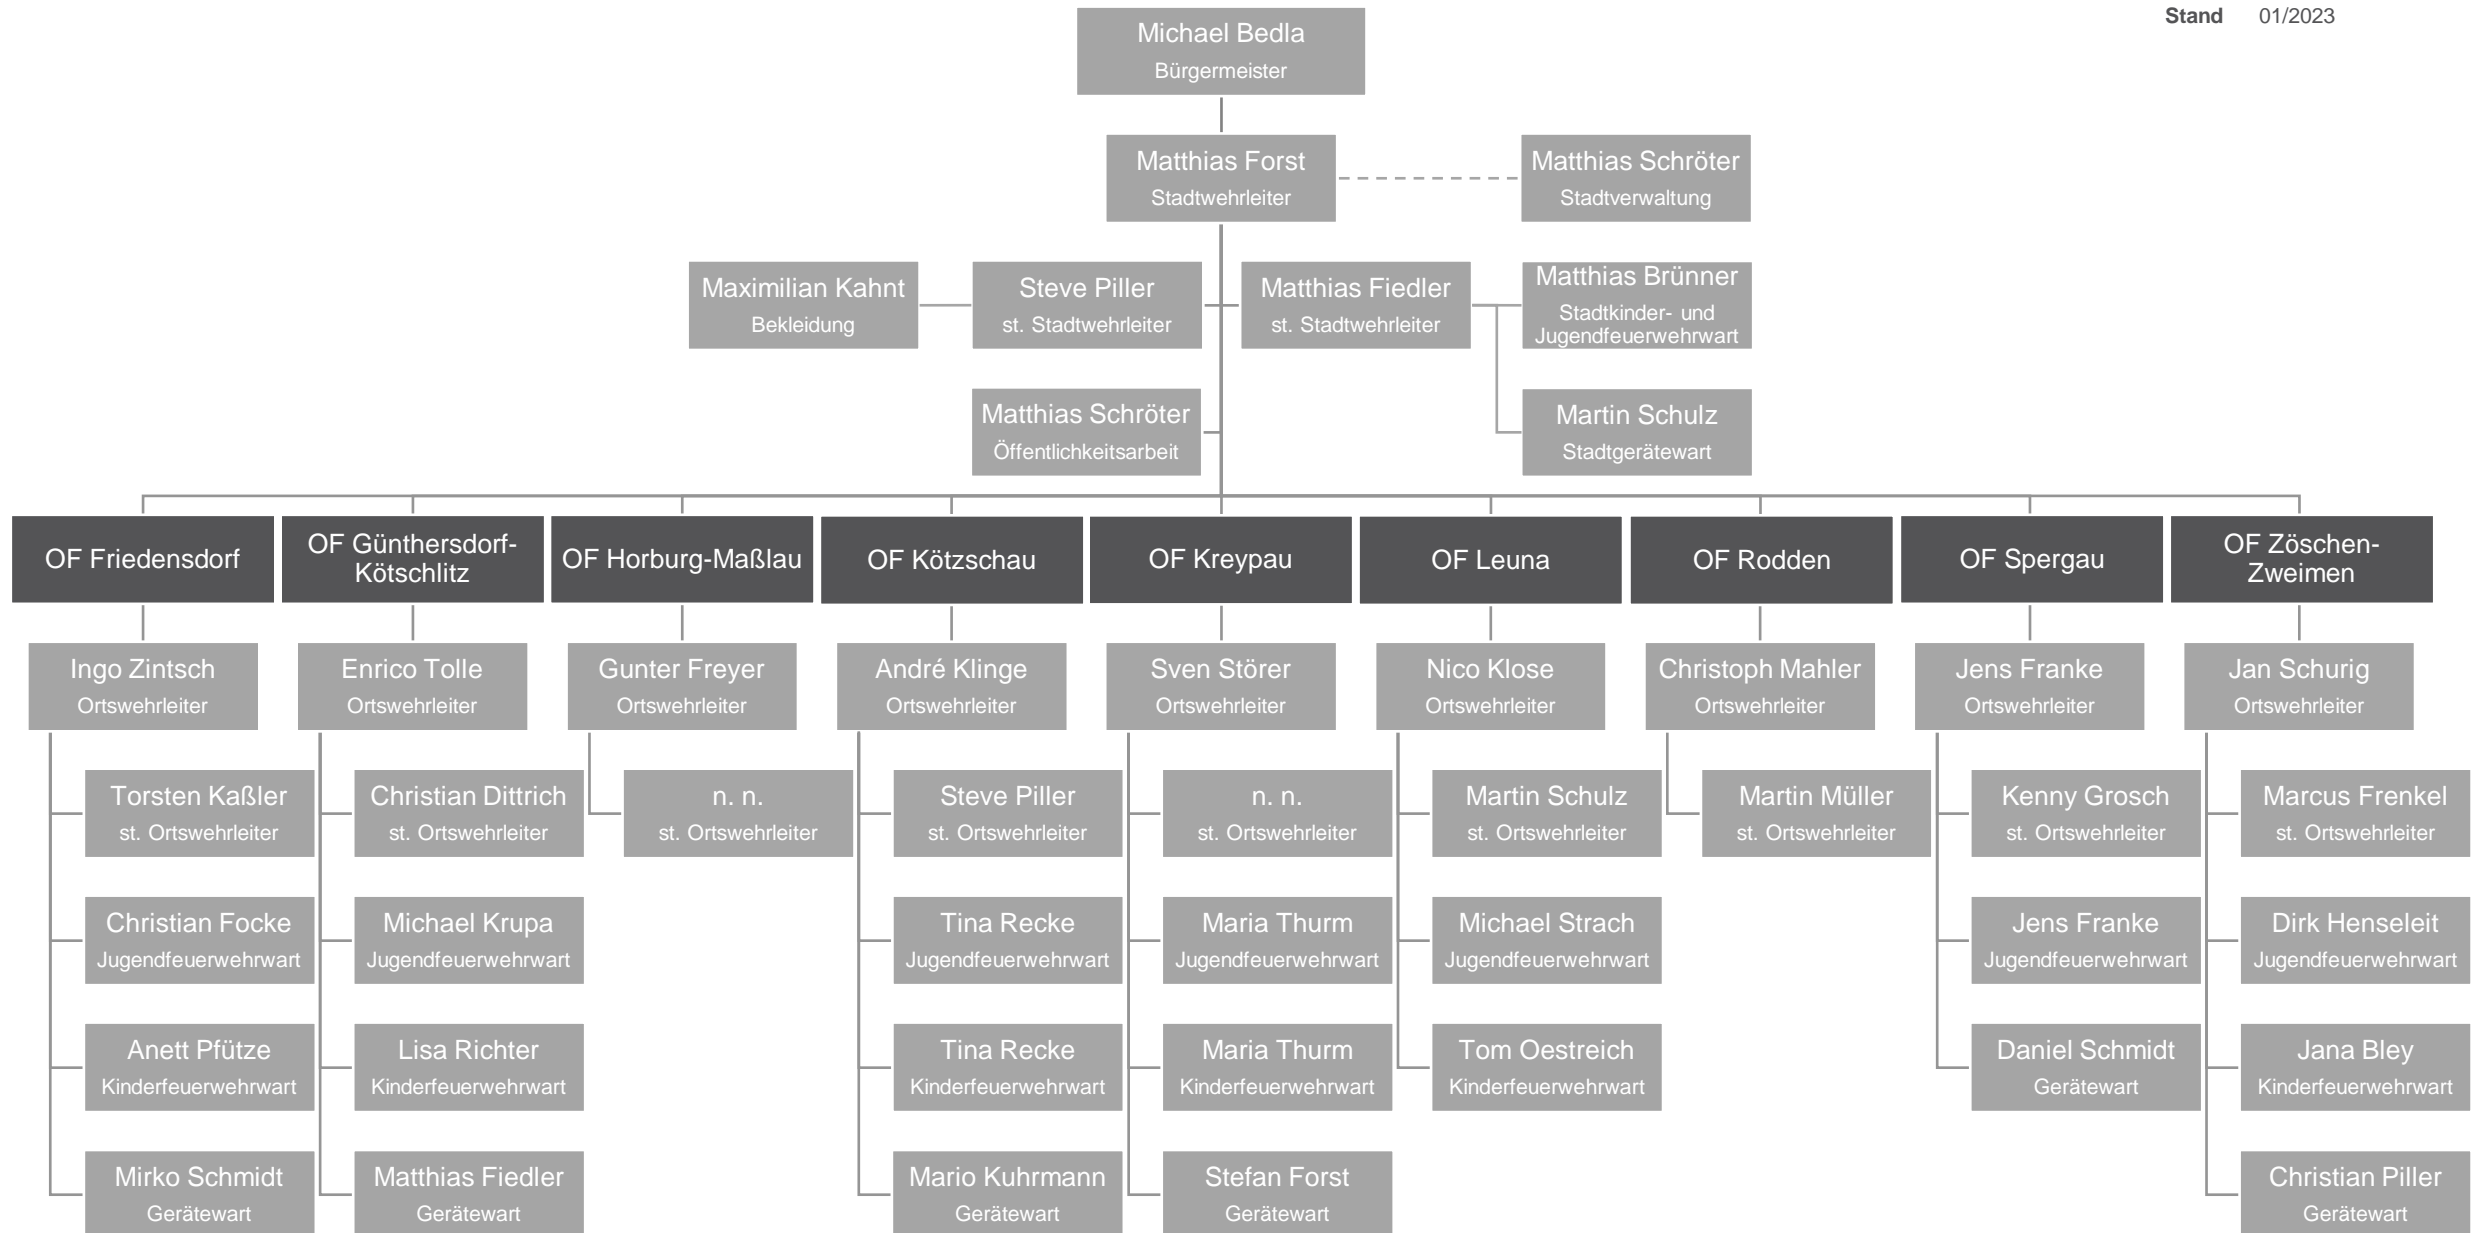 Stand 01/2023
Michael Bedla
Bürgermeister
Matthias Forst
Stadtwehrleiter
Matthias Schröter
Stadtverwaltung
Maximilian Kahnt
Bekleidung
Steve Piller
st. Stadtwehrleiter
Matthias Fiedler
st. Stadtwehrleiter
Matthias Brünner
Stadtkinder- und
Jugendfeuerwehrwart
Matthias Schröter
Öffentlichkeitsarbeit
Martin Schulz
Stadtgerätewart
OF Friedensdorf
OF Günthersdorf-
Kötschlitz
OF Horburg-Maßlau
OF Kötzschau
OF Kreypau
OF Leuna
OF Rodden
OF Spergau
OF Zöschen-
Zweimen
Ingo Zintsch
Ortswehrleiter
Enrico Tolle
Ortswehrleiter
Gunter Freyer
Ortswehrleiter
André Klinge
Ortswehrleiter
Sven Störer
Ortswehrleiter
Nico Klose
Ortswehrleiter
Christoph Mahler
Ortswehrleiter
Jens Franke
Ortswehrleiter
Jan Schurig
Ortswehrleiter
Torsten Kaßler
st. Ortswehrleiter
Christian Dittrich
st. Ortswehrleiter
n. n.
st. Ortswehrleiter
Steve Piller
st. Ortswehrleiter
n. n.
st. Ortswehrleiter
Martin Schulz
st. Ortswehrleiter
Martin Müller
st. Ortswehrleiter
Kenny Grosch
st. Ortswehrleiter
Marcus Frenkel
st. Ortswehrleiter
Christian Focke
Jugendfeuerwehrwart
Michael Krupa
Jugendfeuerwehrwart
Tina Recke
Jugendfeuerwehrwart
Maria Thurm
Jugendfeuerwehrwart
Michael Strach
Jugendfeuerwehrwart
Jens Franke
Jugendfeuerwehrwart
Dirk Henseleit
Jugendfeuerwehrwart
Anett Pfütze
Kinderfeuerwehrwart
Lisa Richter
Kinderfeuerwehrwart
Tina Recke
Kinderfeuerwehrwart
Maria Thurm
Kinderfeuerwehrwart
Tom Oestreich
Kinderfeuerwehrwart
Daniel Schmidt
Gerätewart
Jana Bley
Kinderfeuerwehrwart
Mirko Schmidt
Gerätewart
Matthias Fiedler
Gerätewart
Mario Kuhrmann
Gerätewart
Stefan Forst
Gerätewart
Christian Piller
Gerätewart